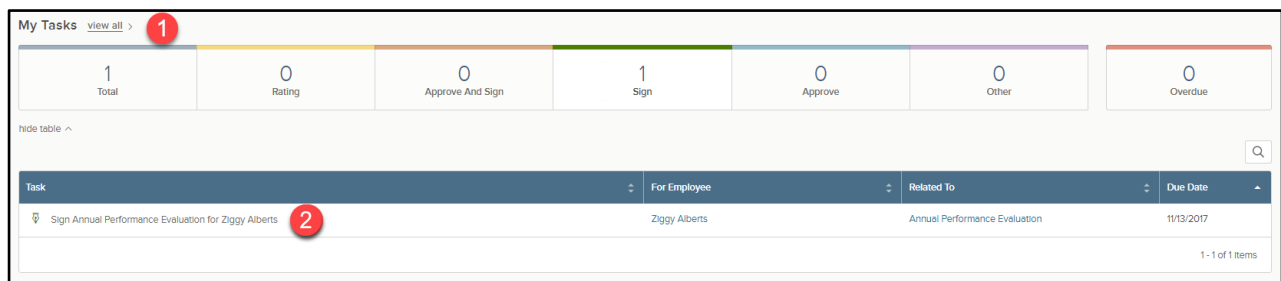 My Tasks view all > 1
1 0 0 1 0 0 0
Total Rating Approve And Sign Sign Approve Other Overdue
hide table
Task For Employee Related To Due Date
Sign Annual Performance Evaluation for Ziggy Alberts 2 Ziggy Alberts Annual Performance Evaluation 11/13/2017
1 - 1 of 1 Items